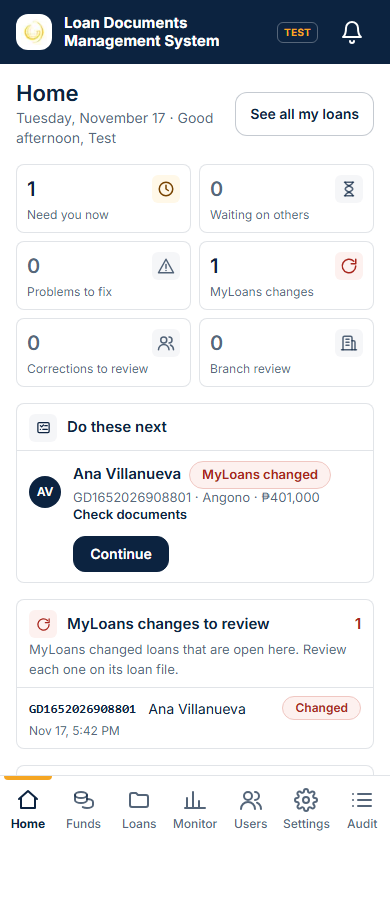 Loan Documents
Management System
TEST
Home
Tuesday, November 17 · Good
afternoon, Test
See all my loans
1
Need you now
0
Waiting on others
0
Problems to fix
1
MyLoans changes
0
Corrections to review
0
Branch review
Do these next
AV
Ana Villanueva
MyLoans changed
GD1652026908801 · Angono · ₱401,000
Check documents
Continue
MyLoans changes to review
1
MyLoans changed loans that are open here. Review
each one on its loan file.
GD1652026908801 Ana Villanueva
Changed
Nov 17, 5:42 PM
Home Funds Loans Monitor Users Settings Audit